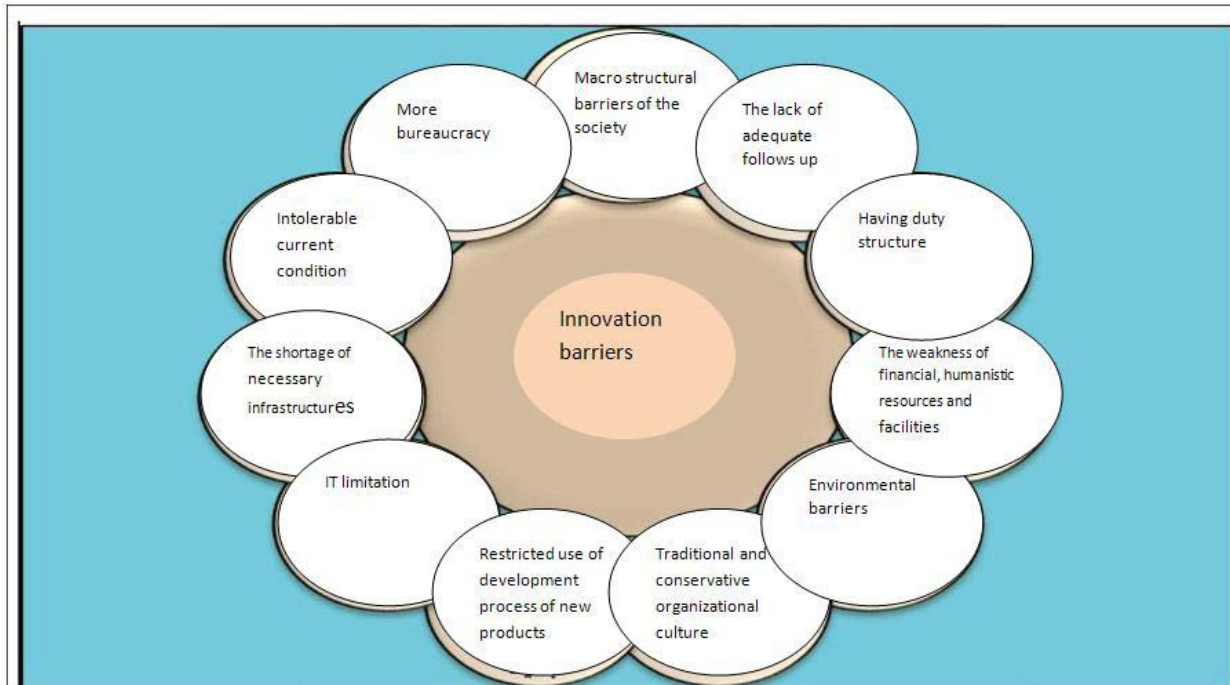 Macro structural
barriers of the
society
The lack of
adequate
follows up
Having duty
structure
The weakness of
financial, humanistic
resources and
facilities
Environmental
barriers
Traditional and
conservative
organizational
culture
Restricted use of
development
process of new
products
IT limitation
The shortage of
necessary
infrastructures
Intolerable
current
condition
More
bureaucracy
Innovation
barriers